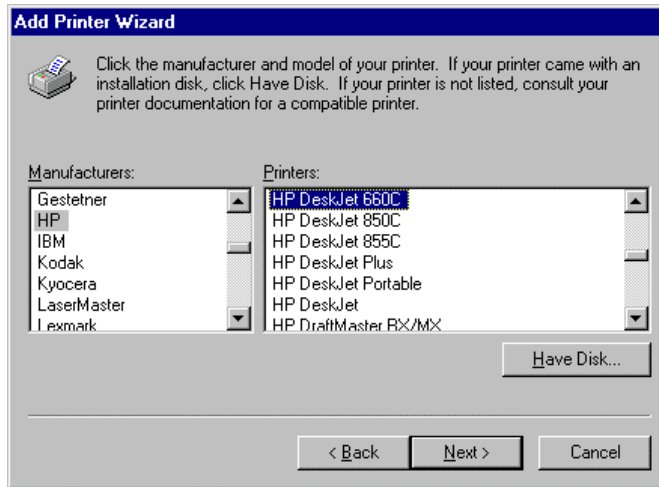 Add Printer Wizard
Click the manufacturer and model of your printer. If your printer came with an
installation disk, click Have Disk. If your printer is not listed, consult your
printer documentation for a compatible printer.
Manufacturers:
Gestetner
HP
IBM
Kodak
Kyocera
LaserMaster
Lexmark
Printers:
HP DeskJet 660C
HP DeskJet 850C
HP DeskJet 855C
HP DeskJet Plus
HP DeskJet Portable
HP DeskJet
HP DraftMaster RX/MX
Have Disk...
< Back
Next >
Cancel